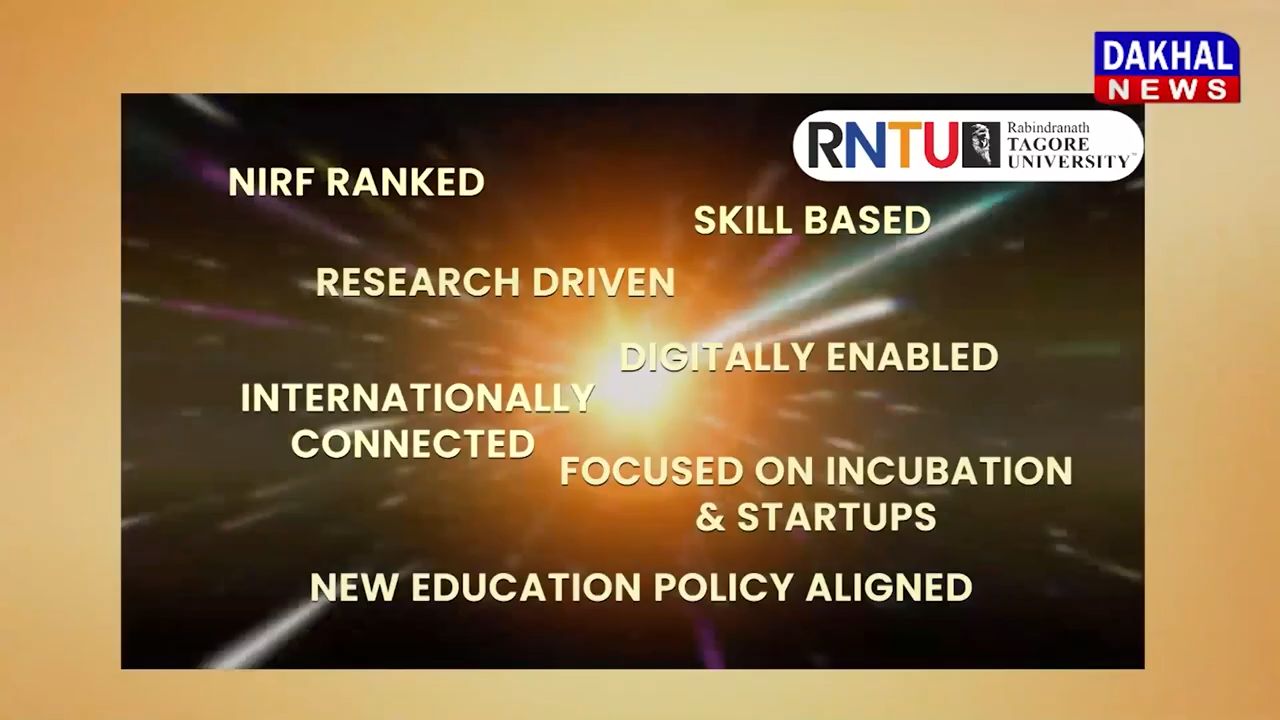 DAKHAL
NEWS
RNTU
Rabindranath
TAGORE
UNIVERSITY™
NIRF RANKED
SKILL BASED
RESEARCH DRIVEN
DIGITALLY ENABLED
INTERNATIONALLY
CONNECTED
FOCUSED ON INCUBATION
& STARTUPS
NEW EDUCATION POLICY ALIGNED